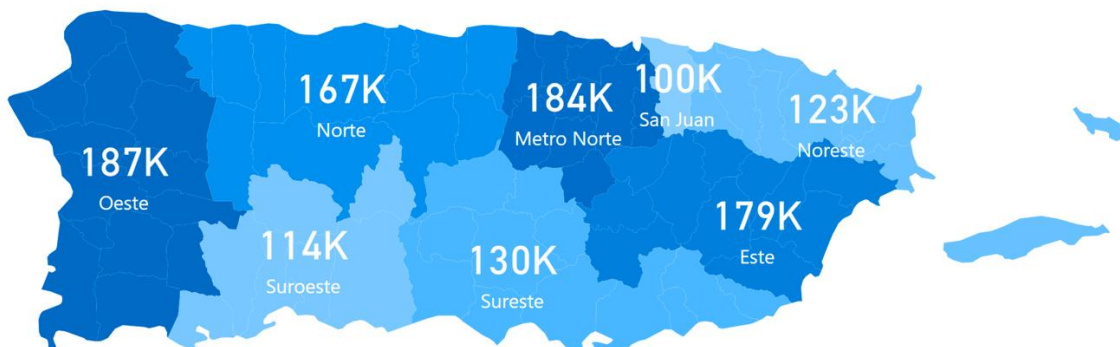 167K
Norte
184K
Metro Norte
100K
San Juan
123K
Noreste
187K
Oeste
179K
Este
114K
Suroeste
130K
Sureste